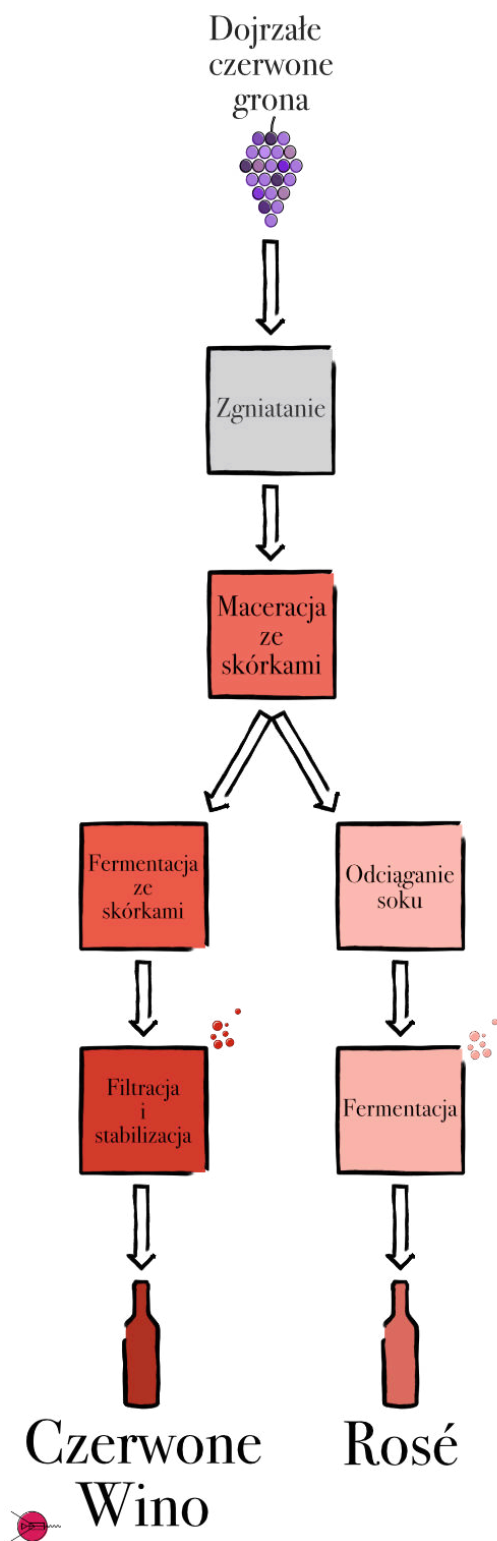 Dojrzałe
czerwone
grona
Zgniatanie
Maceracja
ze
skórkami
Fermentacja
ze
skórkami
Odciąganie
soku
Filtracja
i
stabilizacja
Fermentacja
Czerwone
Wino
Rosé